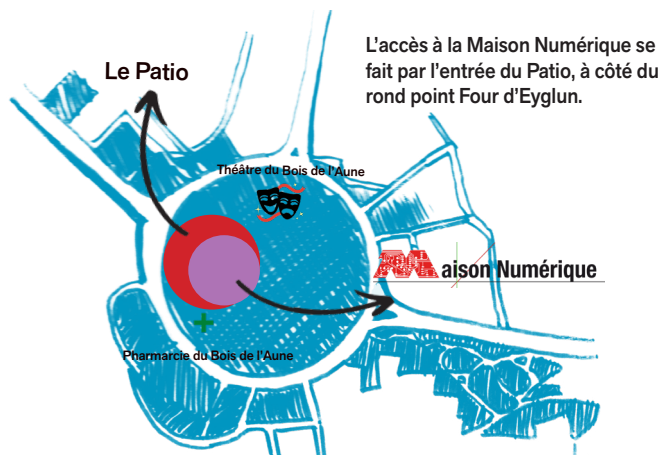 L'accès à la Maison Numérique se
fait par l'entrée du Patio, à côté du
rond point Four d'Eyglun.
Le Patio
Théâtre du Bois de l'Aune
Maison Numérique
Pharmarcie du Bois de l'Aune